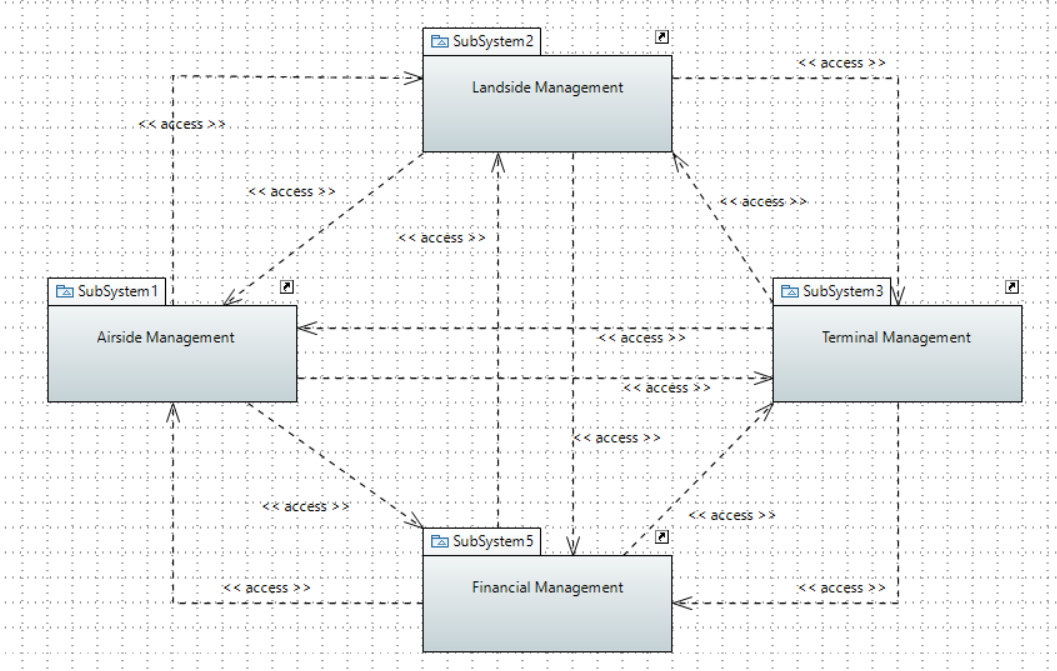 SubSystem2
<< access >>
Landside Management
<< access >>
<< access >>
<< access >>
<< access >>
SubSystem1
SubSystem3
Airside Management
<< access >>
Terminal Management
<< access >>
<< access >>
<< access >>
<< access >>
SubSystem5
<< access >>
Financial Management
<< access >>